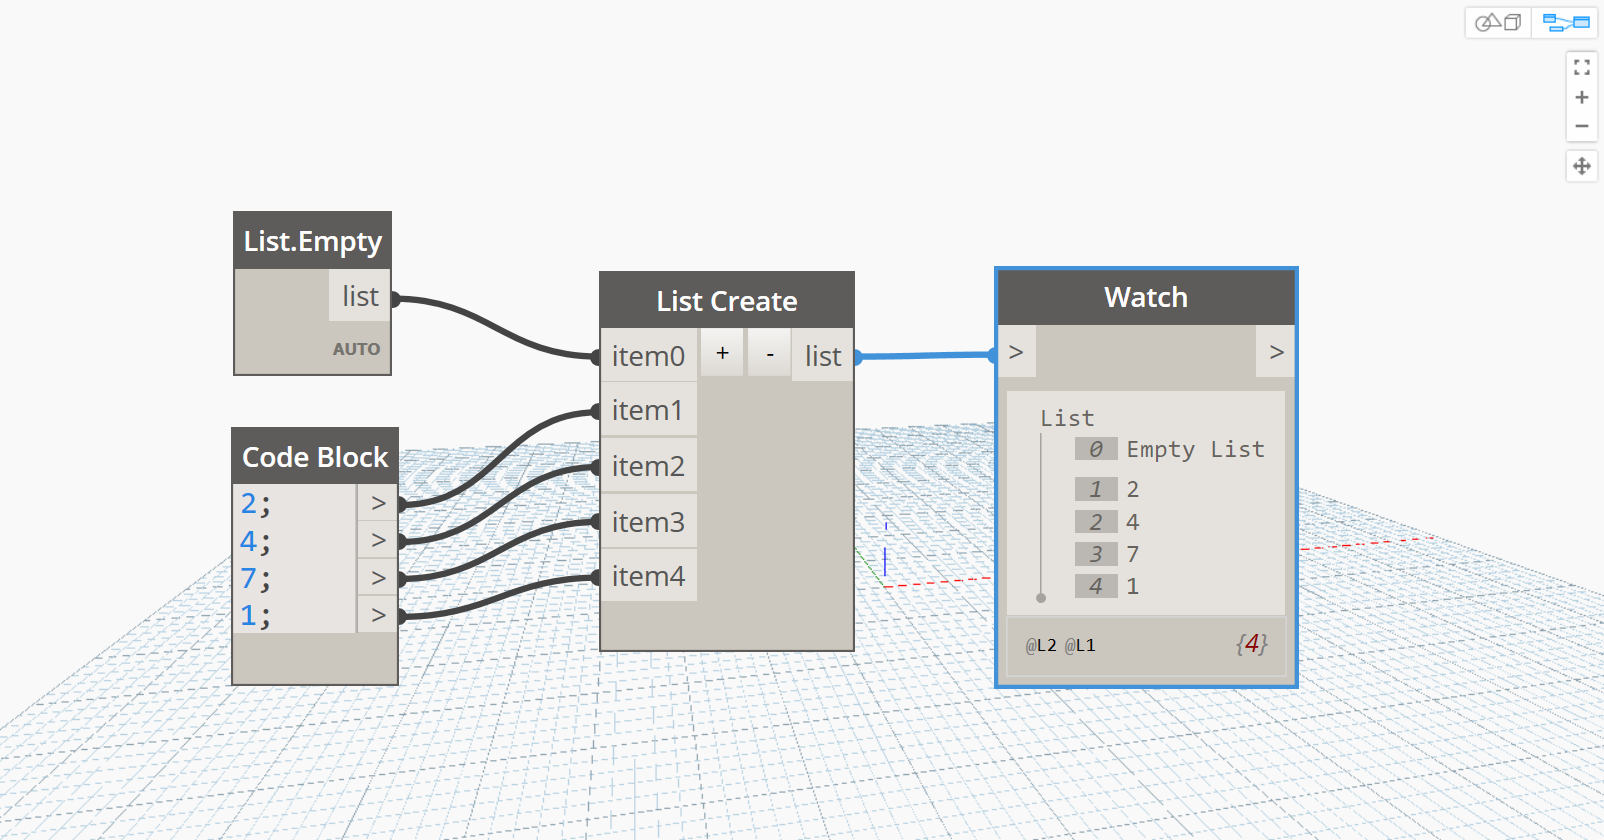 List.Empty
list
AUTO
Code Block
2; >
4; >
7; >
1; >
List Create
item0 + - list
item1
item2
item3
item4
Watch
> >
List
0 Empty List
1 2
2 4
3 7
4 1
@L2 @L1 {4}
+
-